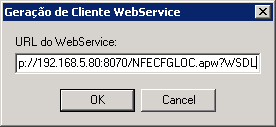 Geração de Cliente WebService
URL do WebService:
p://192.168.5.80:8070/NFECFGLOC.apw?WSDL
OK
Cancel